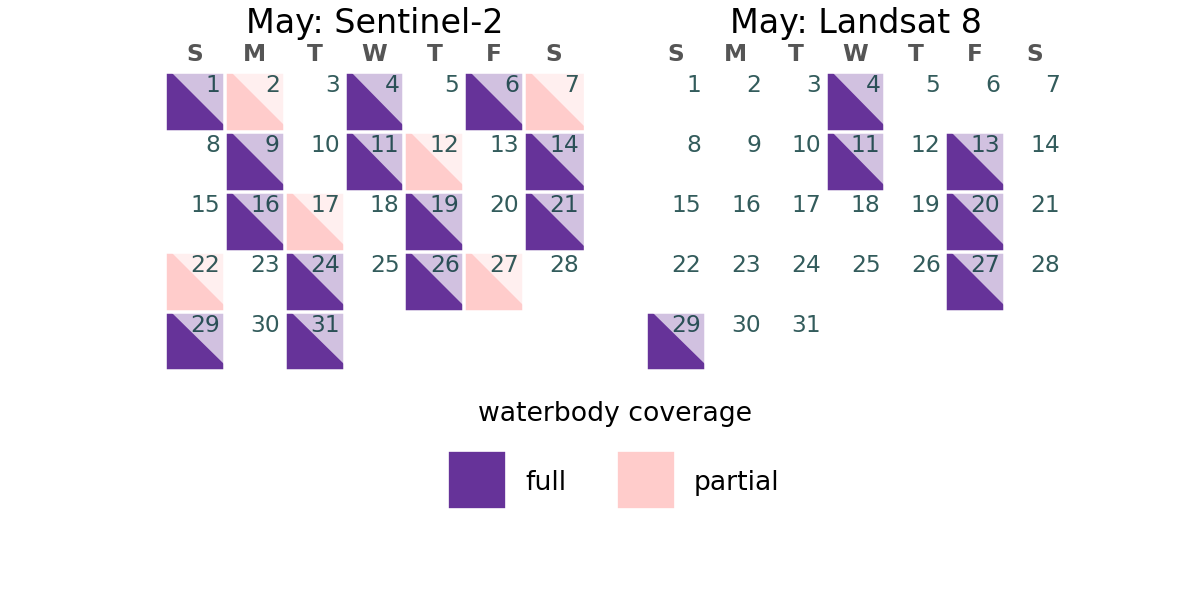 May: Sentinel-2
S M T W T F S
1 2 3 4 5 6 7
8 9 10 11 12 13 14
15 16 17 18 19 20 21
22 23 24 25 26 27 28
29 30 31
May: Landsat 8
S M T W T F S
1 2 3 4 5 6 7
8 9 10 11 12 13 14
15 16 17 18 19 20 21
22 23 24 25 26 27 28
29 30 31
waterbody coverage
full
partial